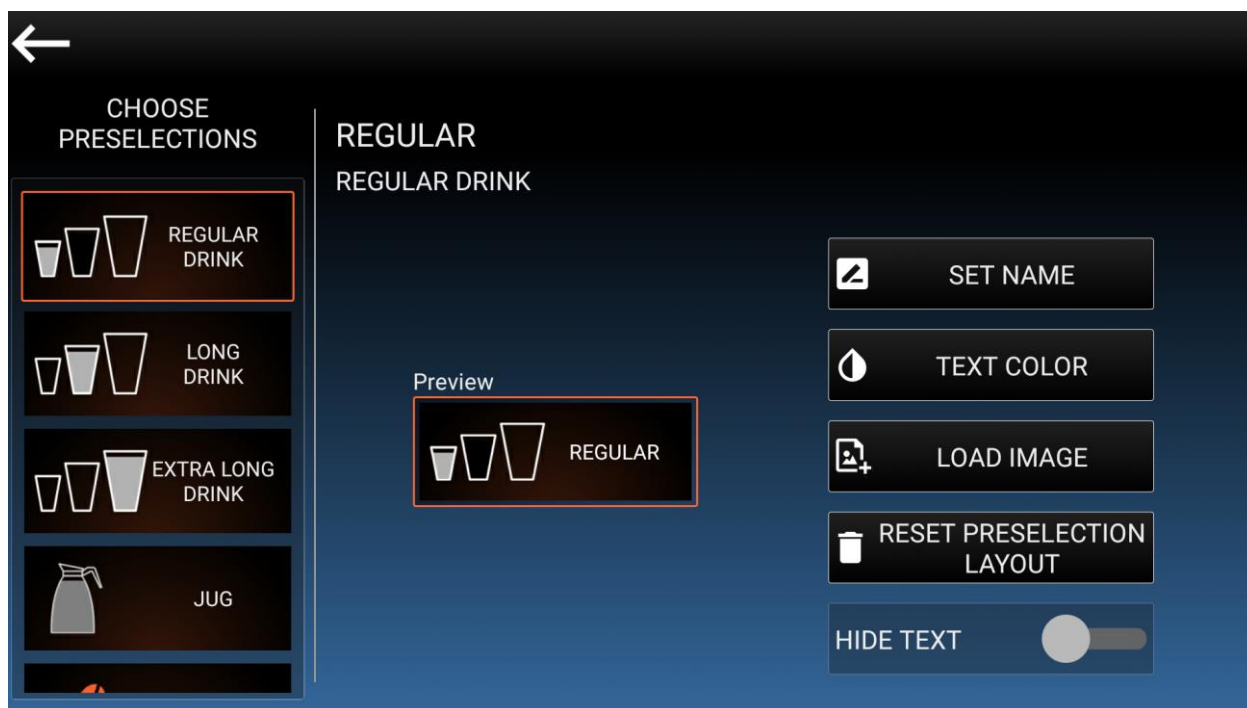 CHOOSE
PRESELECTIONS
REGULAR
DRINK
LONG
DRINK
EXTRA LONG
DRINK
JUG
REGULAR
REGULAR DRINK
Preview
REGULAR
SET NAME
TEXT COLOR
LOAD IMAGE
RESET PRESELECTION
LAYOUT
HIDE TEXT